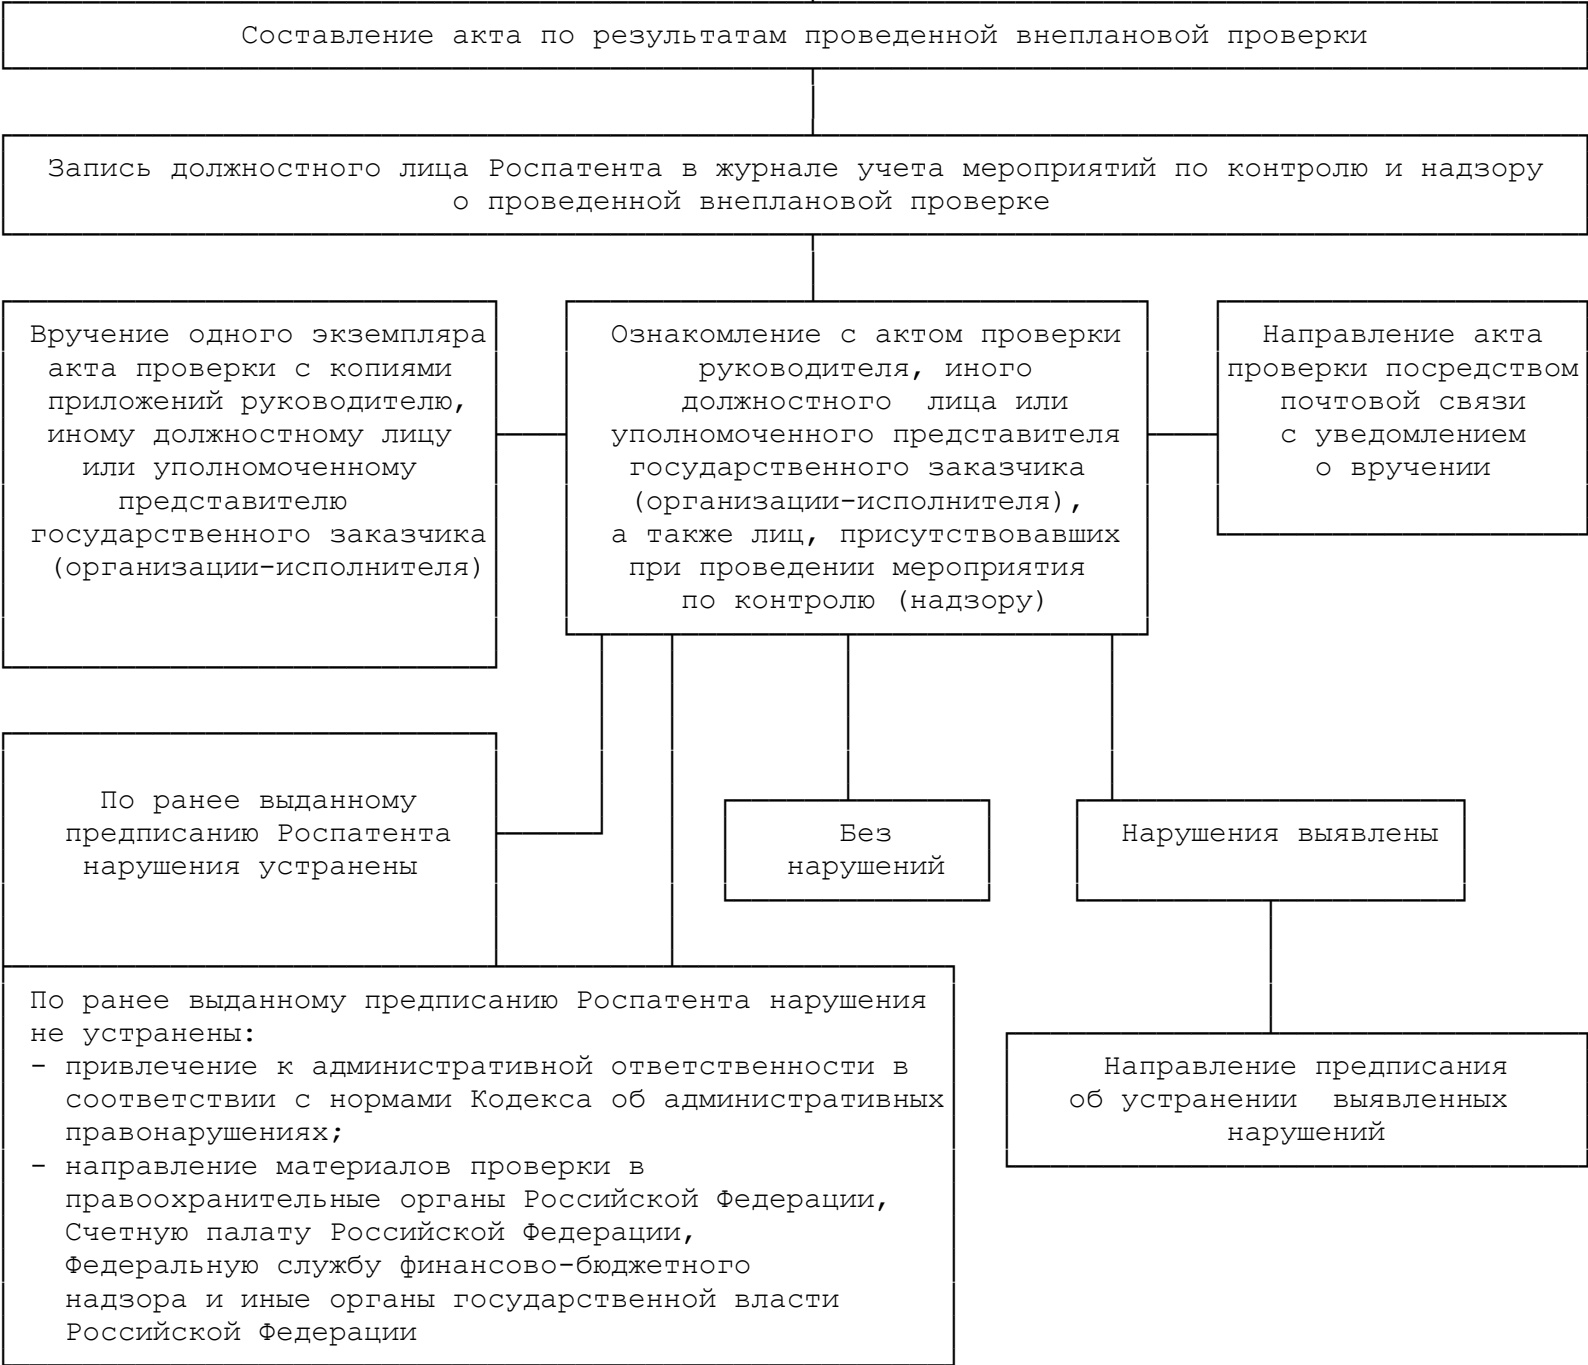 Составление акта по результатам проведенной внеплановой проверки
Запись должностного лица Роспатента в журнале учета мероприятий по контролю и надзору
о проведенной внеплановой проверке
Вручение одного экземпляра
акта проверки с копиями
приложений руководителю,
иному должностному лицу
или уполномоченному
представителю
государственного заказчика
(организации-исполнителя)
Ознакомление с актом проверки
руководителя, иного
должностного лица или
уполномоченного представителя
государственного заказчика
(организации-исполнителя),
а также лиц, присутствовавших
при проведении мероприятия
по контролю (надзору)
Направление акта
проверки посредством
почтовой связи
с уведомлением
о вручении
По ранее выданному
предписанию Роспатента
нарушения устранены
Без
нарушений
Нарушения выявлены
По ранее выданному предписанию Роспатента нарушения
не устранены:
- привлечение к административной ответственности в
соответствии с нормами Кодекса об административных
правонарушениях;
- направление материалов проверки в
правоохранительные органы Российской Федерации,
Счетную палату Российской Федерации,
Федеральную службу финансово-бюджетного
надзора и иные органы государственной власти
Российской Федерации
Направление предписания
об устранении выявленных
нарушений